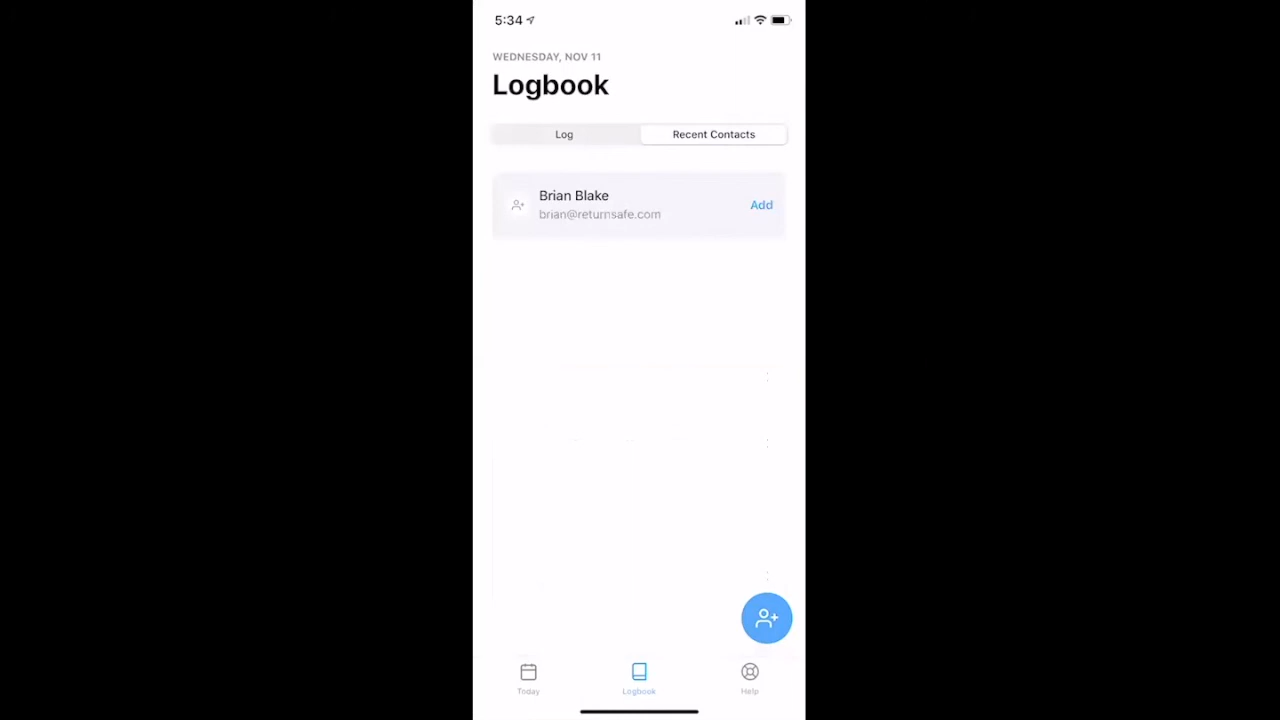 5:34
WEDNESDAY, NOV 11
Logbook
Log
Recent Contacts
Brian Blake
brian@returnsafe.com
Add
Today
Logbook
Help